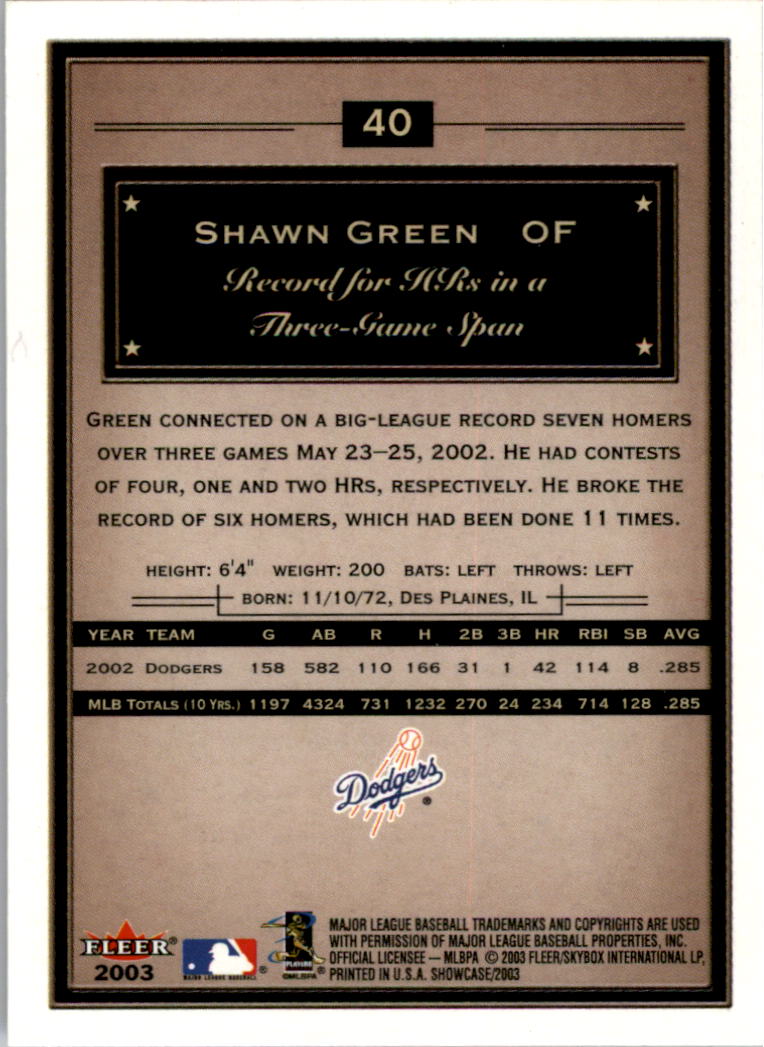 40
SHAWN GREEN OF
Record for HRs in a
Three-Game Span
GREEN CONNECTED ON A BIG-LEAGUE RECORD SEVEN HOMERS
OVER THREE GAMES MAY 23–25, 2002. HE HAD CONTESTS
OF FOUR, ONE AND TWO HRS, RESPECTIVELY. HE BROKE THE
RECORD OF SIX HOMERS, WHICH HAD BEEN DONE 11 TIMES.
HEIGHT: 6'4" WEIGHT: 200 BATS: LEFT THROWS: LEFT
BORN: 11/10/72, DES PLAINES, IL
YEAR TEAM G AB R H 2B 3B HR RBI SB AVG
2002 DODGERS 158 582 110 166 31 1 42 114 8 .285
MLB TOTALS (10 YRS.) 1197 4324 731 1232 270 24 234 714 128 .285
Dodgers®
FLEER®
2003
MAJOR LEAGUE BASEBALL®
PLAYERS
©MLBPA®
MAJOR LEAGUE BASEBALL TRADEMARKS AND COPYRIGHTS ARE USED
WITH PERMISSION OF MAJOR LEAGUE BASEBALL PROPERTIES, INC.
OFFICIAL LICENSEE — MLBPA © 2003 FLEER/SKYBOX INTERNATIONAL LP,
PRINTED IN U.S.A. SHOWCASE/2003